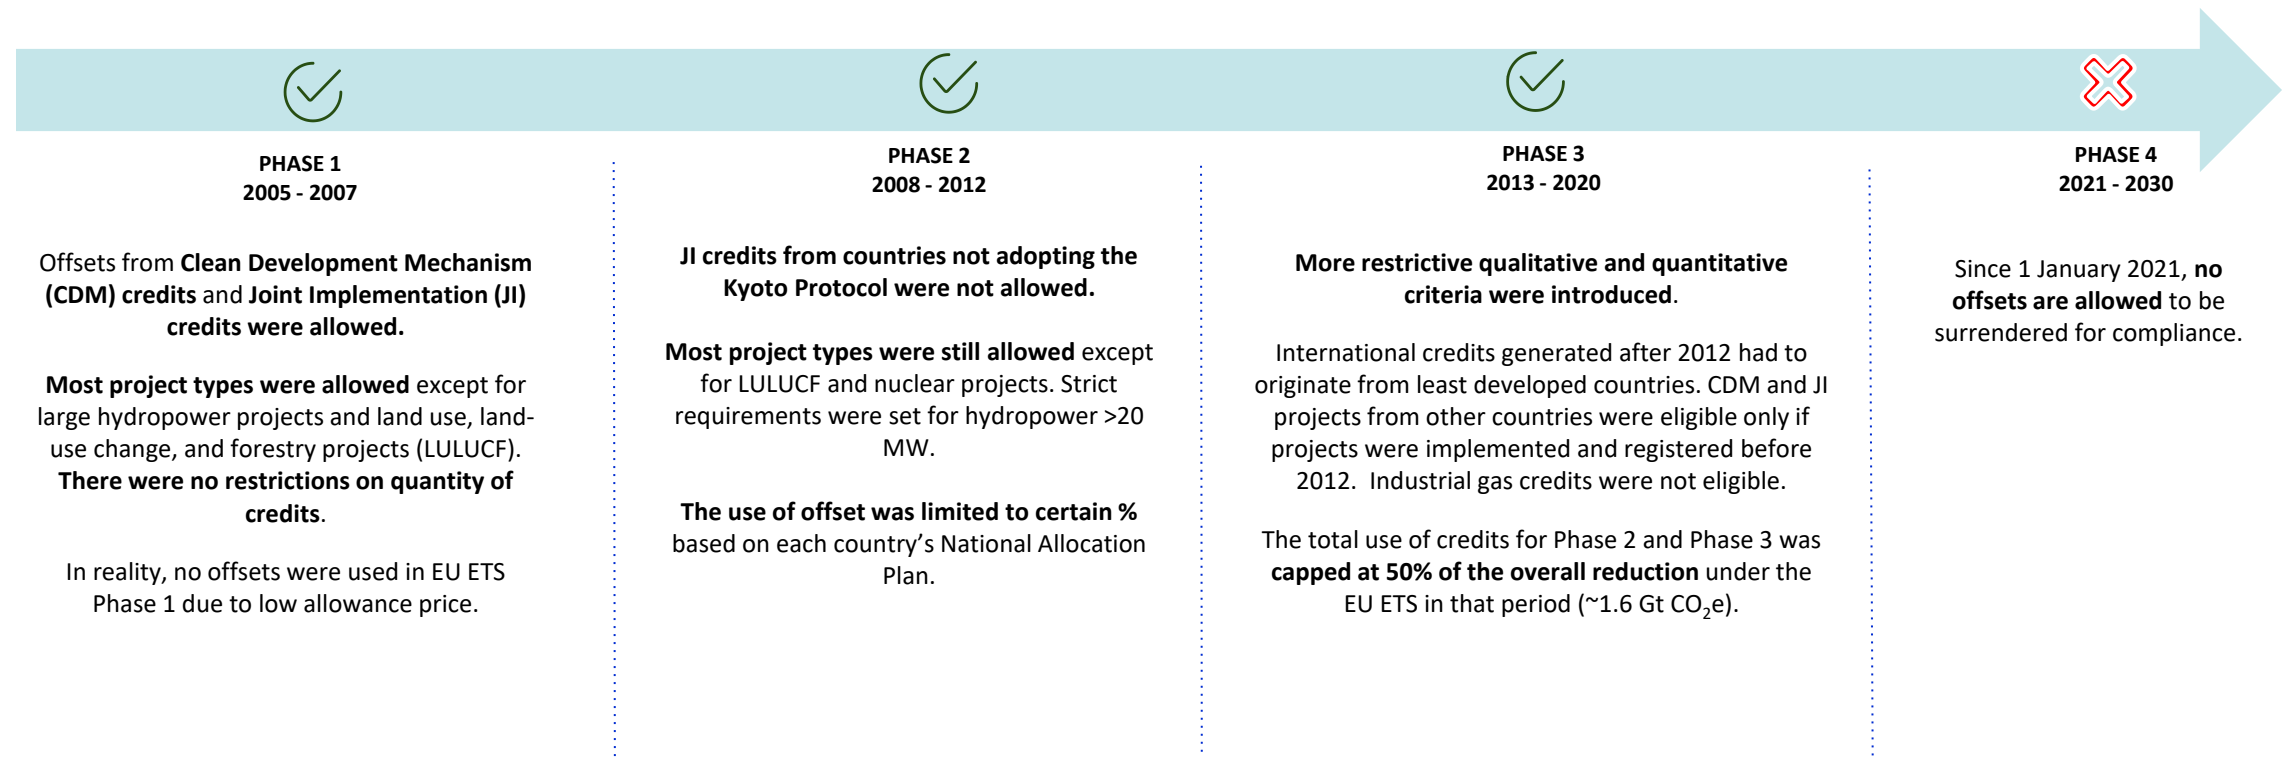 PHASE 1
2005 - 2007
Offsets from Clean Development Mechanism
(CDM) credits and Joint Implementation (JI)
credits were allowed.
Most project types were allowed except for
large hydropower projects and land use, land-
use change, and forestry projects (LULUCF).
There were no restrictions on quantity of
credits.
In reality, no offsets were used in EU ETS
Phase 1 due to low allowance price.
PHASE 2
2008 - 2012
JI credits from countries not adopting the
Kyoto Protocol were not allowed.
Most project types were still allowed except
for LULUCF and nuclear projects. Strict
requirements were set for hydropower >20
MW.
The use of offset was limited to certain %
based on each country’s National Allocation
Plan.
PHASE 3
2013 - 2020
More restrictive qualitative and quantitative
criteria were introduced.
International credits generated after 2012 had to
originate from least developed countries. CDM and JI
projects from other countries were eligible only if
projects were implemented and registered before
2012.  Industrial gas credits were not eligible.
The total use of credits for Phase 2 and Phase 3 was
capped at 50% of the overall reduction under the
EU ETS in that period (~1.6 Gt CO₂e).
PHASE 4
2021 - 2030
Since 1 January 2021, no
offsets are allowed to be
surrendered for compliance.